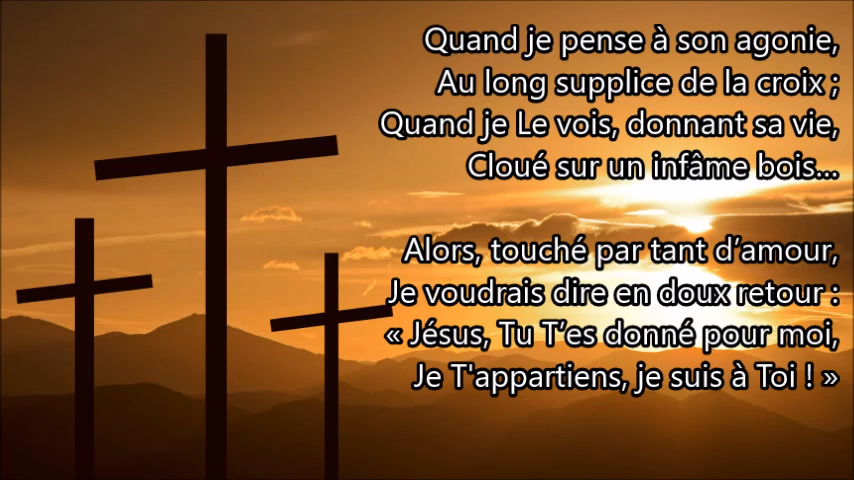 Quand je pense à son agonie,
Au long supplice de la croix ;
Quand je Le vois, donnant sa vie,
Cloué sur un infâme bois...
Alors, touché par tant d’amour,
Je voudrais dire en doux retour :
« Jésus, Tu T’es donné pour moi,
Je T'appartiens, je suis à Toi ! »